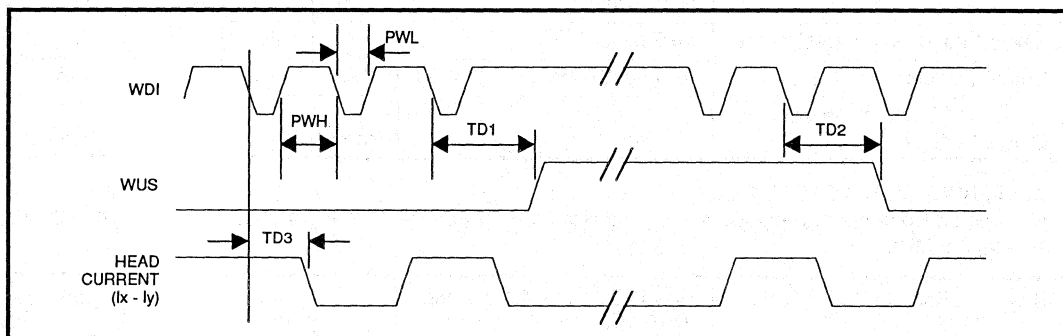 PWL
WDI
PWH
TD1
TD2
WUS
TD3
HEAD
CURRENT
(Ix - Iy)